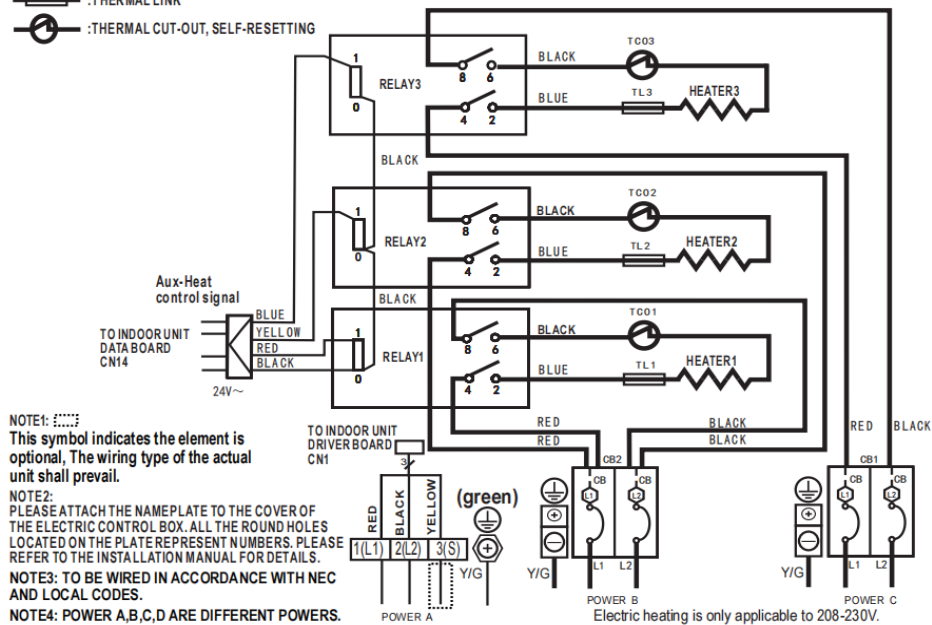 :THERMAL LINK
:THERMAL CUT-OUT, SELF-RESETTING
1
0
RELAY3
8 6
4 2
BLACK
BLUE
TCO3
TL3
HEATER3
BLACK
1
0
RELAY2
8 6
4 2
BLACK
BLUE
TCO2
TL2
HEATER2
BLACK
Aux-Heat
control signal
TO INDOOR UNIT
DATA BOARD
CN14
BLUE
YELLOW
RED
BLACK
24V~
1
0
RELAY1
8 6
4 2
BLACK
BLUE
TCO1
TL1
HEATER1
RED
RED
BLACK
BLACK
RED
BLACK
NOTE1:
This symbol indicates the element is
optional, The wiring type of the actual
unit shall prevail.
NOTE2:
PLEASE ATTACH THE NAMEPLATE TO THE COVER OF
THE ELECTRIC CONTROL BOX. ALL THE ROUND HOLES
LOCATED ON THE PLATE REPRESENT NUMBERS. PLEASE
REFER TO THE INSTALLATION MANUAL FOR DETAILS.
NOTE3: TO BE WIRED IN ACCORDANCE WITH NEC
AND LOCAL CODES.
NOTE4: POWER A,B,C,D ARE DIFFERENT POWERS.
TO INDOOR UNIT
DRIVER BOARD
CN1
3
RED
BLACK
YELLOW
1(L1) 2(L2) 3(S)
POWER A
(green)
Y/G
CB2
CB
CB
L1
L2
Y/G
L1
L2
POWER B
CB1
CB
CB
L1
L2
Y/G
L1
L2
POWER C
Electric heating is only applicable to 208-230V.